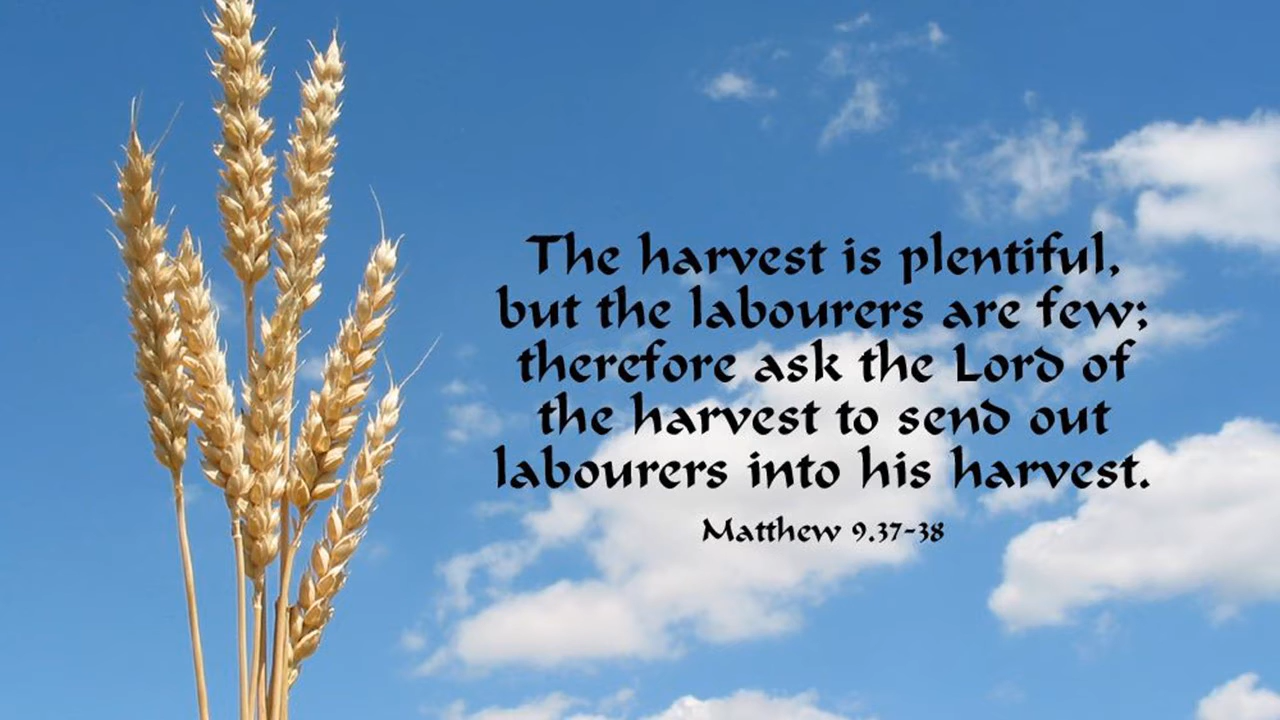 The harvest is plentiful,
but the labourers are few;
therefore ask the Lord of
the harvest to send out
labourers into his harvest.
Matthew 9.37-38